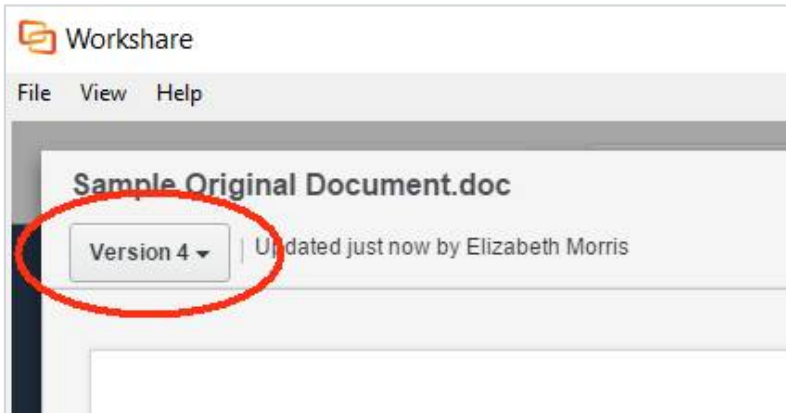 Workshare
File View Help
Sample Original Document.doc
Version 4 | Updated just now by Elizabeth Morris